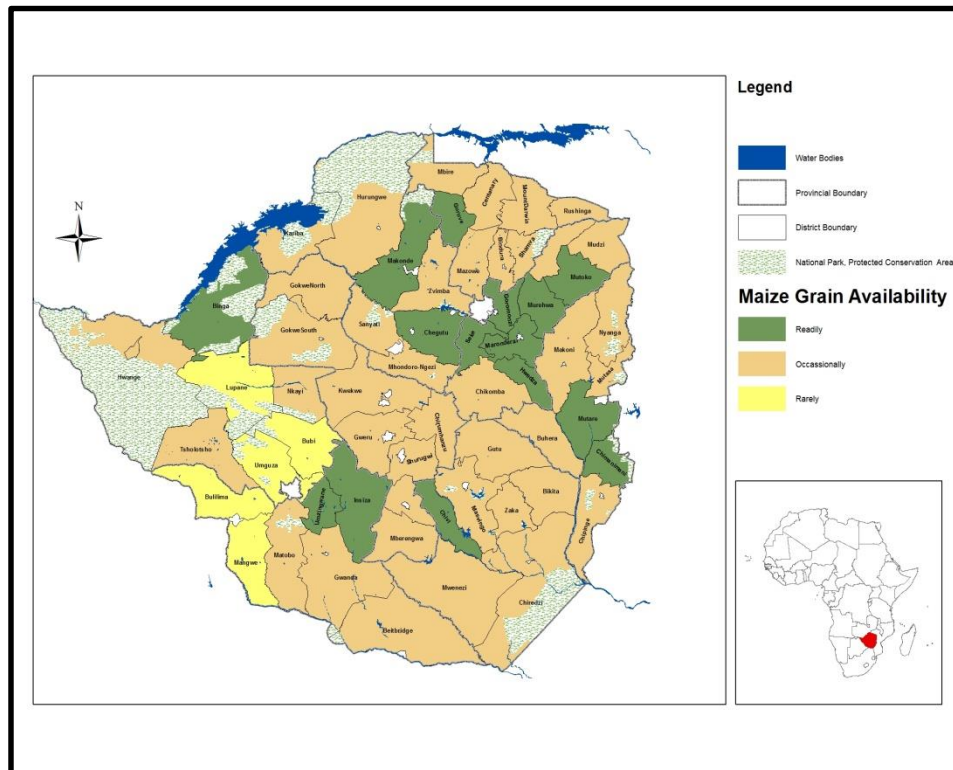 Legend
Water Bodies
Provincial Boundary
District Boundary
National Park, Protected Conservation Area
Maize Grain Availability
Readily
Occassionally
Rarely
N
Mbire
Centenary
MountDarwin
Rushinga
Hurungwe
Guruve
Kariba
Shamva
Mudzi
Bindura
Makonde
Mazowe
Mutoko
Zvimba
GokweNorth
Binga
Goromonzi
Murehwa
Sanyati
GokweSouth
Chegutu
Seke
Marondera
Nyanga
Makoni
Mutasa
Mhondoro-Ngezi
Hwedza
Hwange
Lupane
Nkayi
Kwekwe
Chikomba
Mutare
Chirumhanzu
Buhera
Bubi
Gweru
Gutu
Tsholotsho
Umguza
Shurugwi
Chimanimani
Bulilima
Umzingwane
Insiza
Bikita
Chivi
Masvingo
Zaka
Chipinge
Mberengwa
Mangwe
Matobo
Gwanda
Mwenezi
Chiredzi
Beitbridge